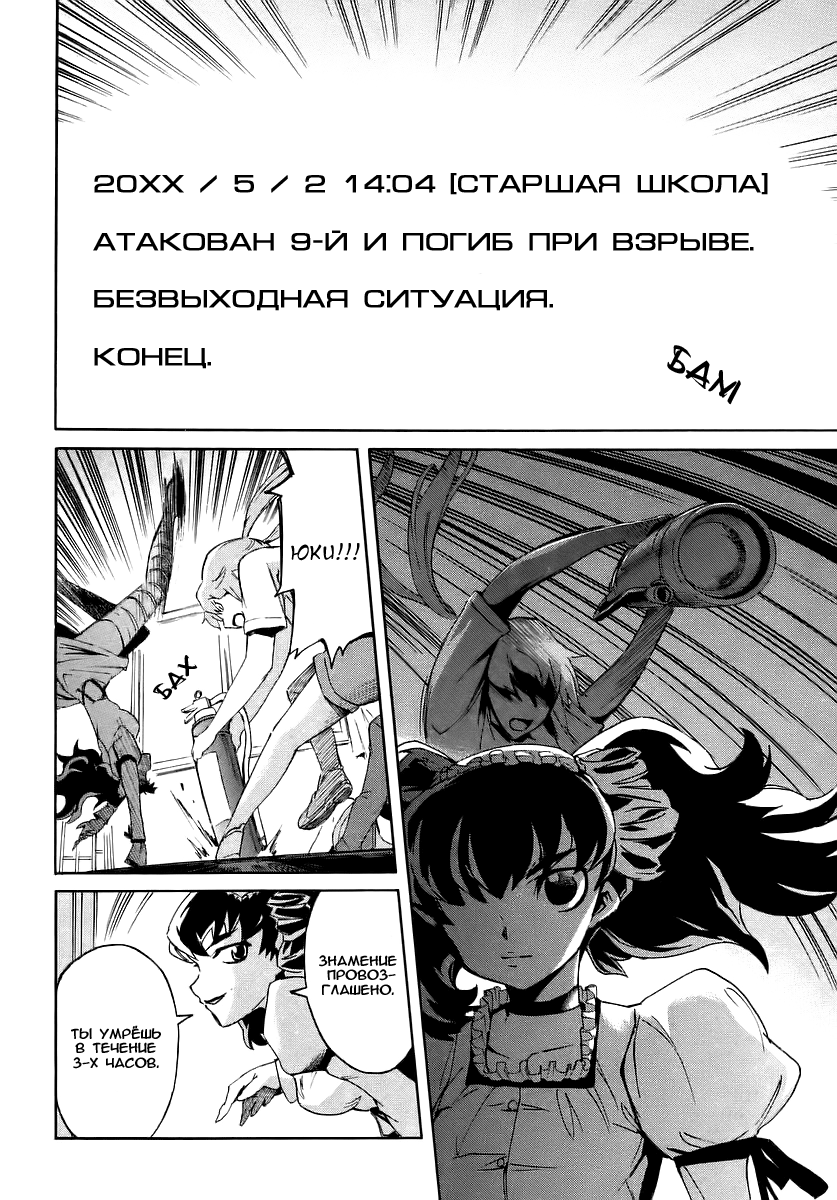 20XX / 5 / 2 14:04 [СТАРШАЯ ШКОЛА]
АТАКОВАН 9-Й И ПОГИБ ПРИ ВЗРЫВЕ.
БЕЗВЫХОДНАЯ СИТУАЦИЯ.
КОНЕЦ.
БАМ
ЮКИ!!!
БАХ
ЗНАМЕНИЕ
ПРОВОЗ-
ГЛАШЕНО.
ТЫ УМРЁШЬ
В ТЕЧЕНИЕ
3-Х ЧАСОВ.